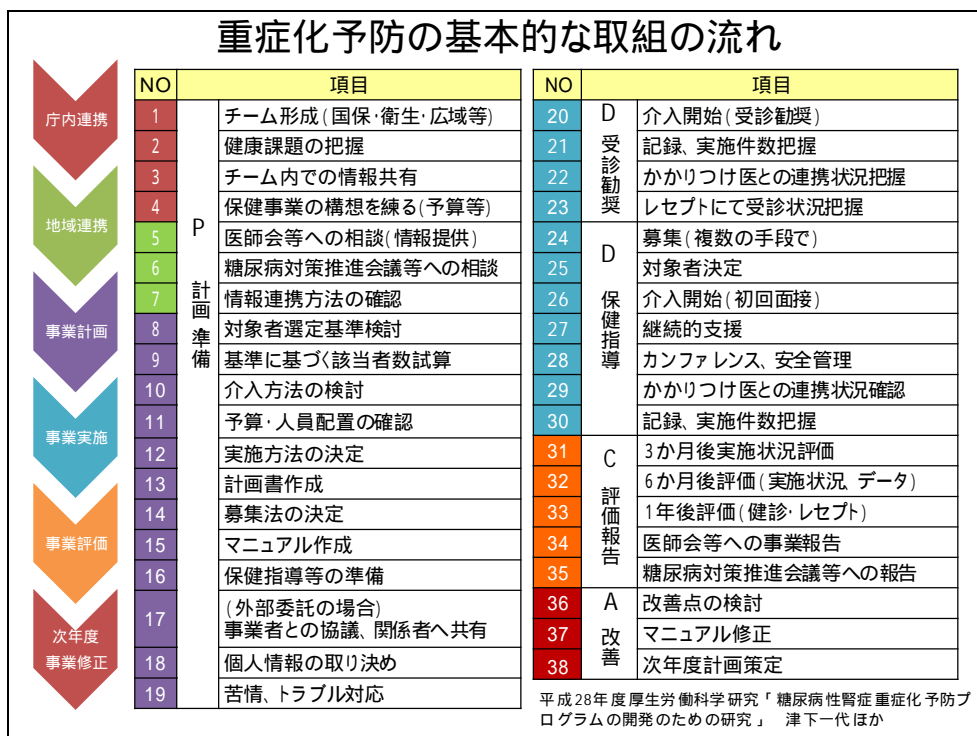 重症化予防の基本的な取組の流れ
庁内連携
地域連携
事業計画
事業実施
事業評価
次年度
事業修正
NO 項目
P 計画・準備
1 チーム形成(国保・衛生・広域等)
2 健康課題の把握
3 チーム内での情報共有
4 保健事業の構想を練る(予算等)
5 医師会等への相談(情報提供)
6 糖尿病対策推進会議等への相談
7 情報連携方法の確認
8 対象者選定基準検討
9 基準に基づく該当者数試算
10 介入方法の検討
11 予算・人員配置の確認
12 実施方法の決定
13 計画書作成
14 募集法の決定
15 マニュアル作成
16 保健指導等の準備
17 (外部委託の場合)
事業者との協議、関係者へ共有
18 個人情報の取り決め
19 苦情、トラブル対応
NO 項目
D 受診勧奨
20 介入開始(受診勧奨)
21 記録、実施件数把握
22 かかりつけ医との連携状況把握
23 レセプトにて受診状況把握
D 保健指導
24 募集(複数の手段で)
25 対象者決定
26 介入開始(初回面接)
27 継続的支援
28 カンファレンス、安全管理
29 かかりつけ医との連携状況確認
30 記録、実施件数把握
C 評価報告
31 3か月後実施状況評価
32 6か月後評価(実施状況、データ)
33 1年後評価(健診・レセプト)
34 医師会等への事業報告
35 糖尿病対策推進会議等への報告
A 改善
36 改善点の検討
37 マニュアル修正
38 次年度計画策定
平成28年度厚生労働科学研究「糖尿病性腎症重症化予防プ
ログラムの開発のための研究」 津下一代ほか